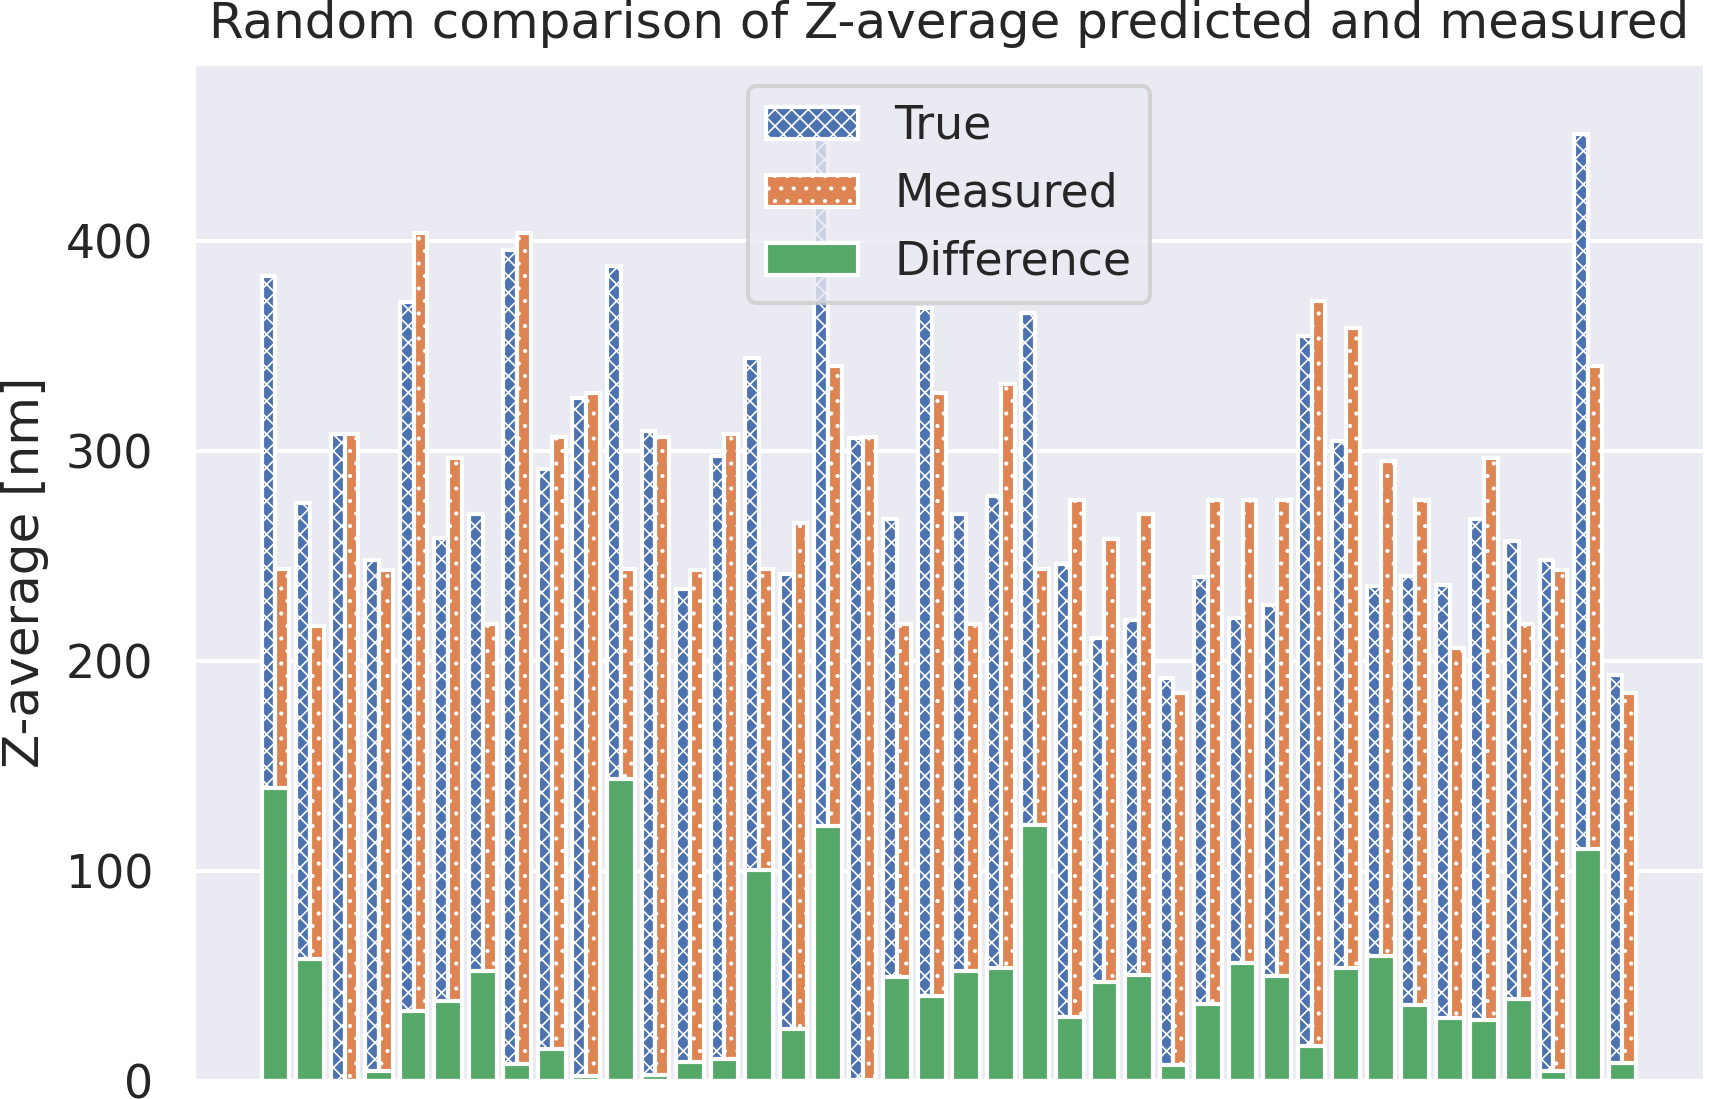 Random comparison of Z-average predicted and measured
True
Measured
Difference
Z-average [nm]
400
300
200
100
0